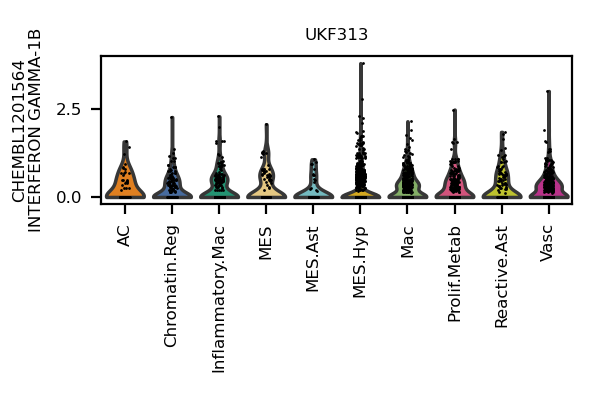 UKF313
CHEMBL1201564
INTERFERON GAMMA-1B
2.5
0.0
AC
Chromatin.Reg
Inflammatory.Mac
MES
MES.Ast
MES.Hyp
Mac
Prolif.Metab
Reactive.Ast
Vasc